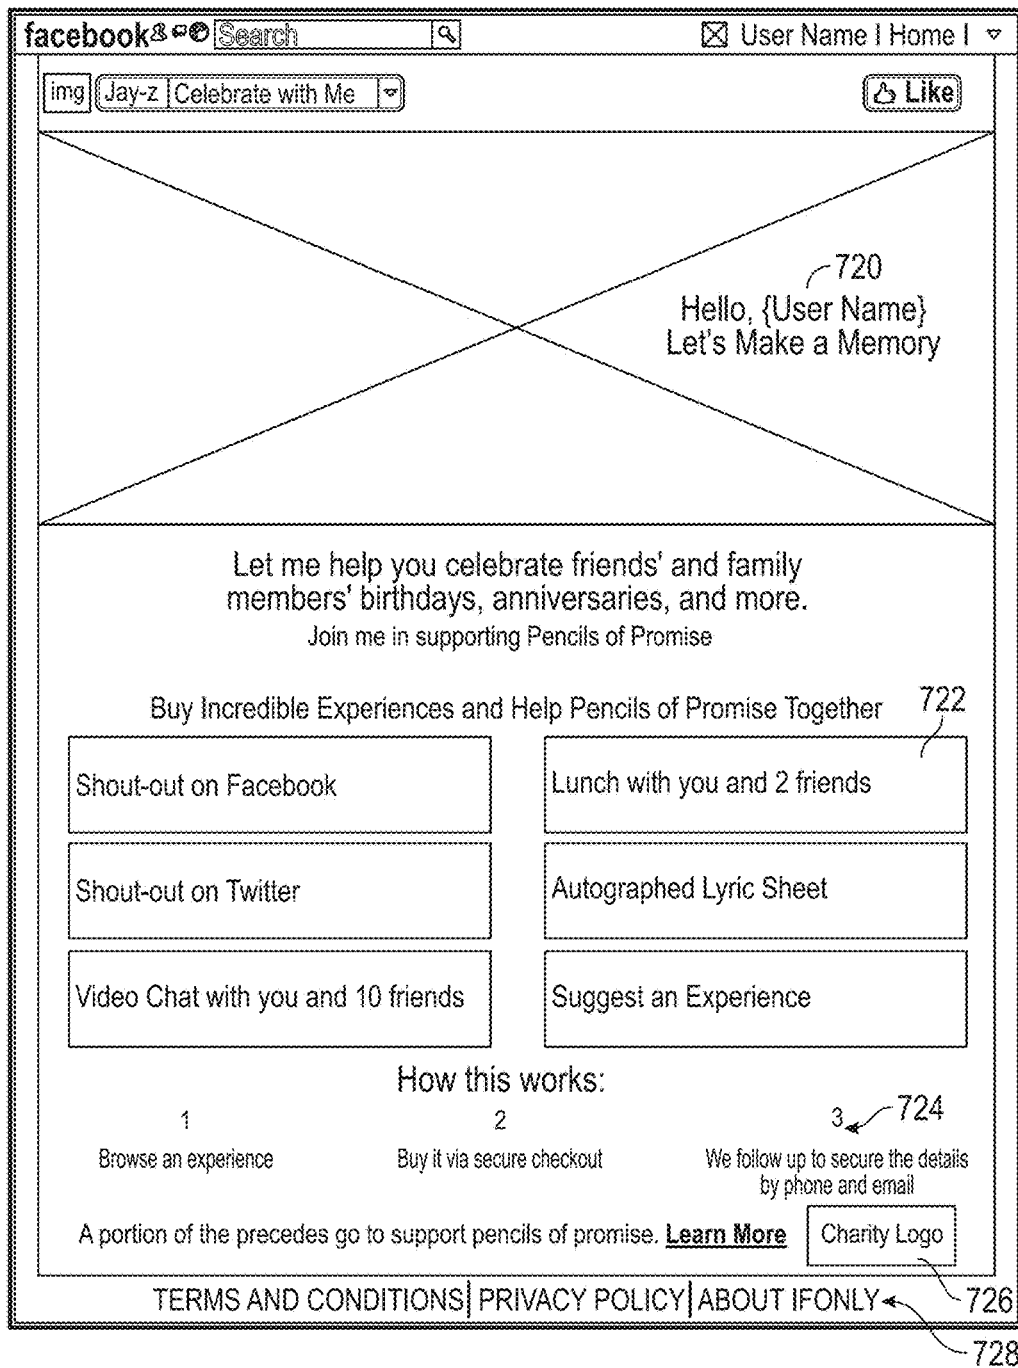 facebook Search User Name | Home |
img Jay-z Celebrate with Me Like
720
Hello, {User Name}
Let's Make a Memory
Let me help you celebrate friends' and family
members' birthdays, anniversaries, and more.
Join me in supporting Pencils of Promise
Buy Incredible Experiences and Help Pencils of Promise Together 722
Shout-out on Facebook Lunch with you and 2 friends
Shout-out on Twitter Autographed Lyric Sheet
Video Chat with you and 10 friends Suggest an Experience
How this works:
1 2 3 724
Browse an experience Buy it via secure checkout We follow up to secure the details
by phone and email
A portion of the precedes go to support pencils of promise. Learn More Charity Logo
TERMS AND CONDITIONS| PRIVACY POLICY| ABOUT IFONLY 726
728